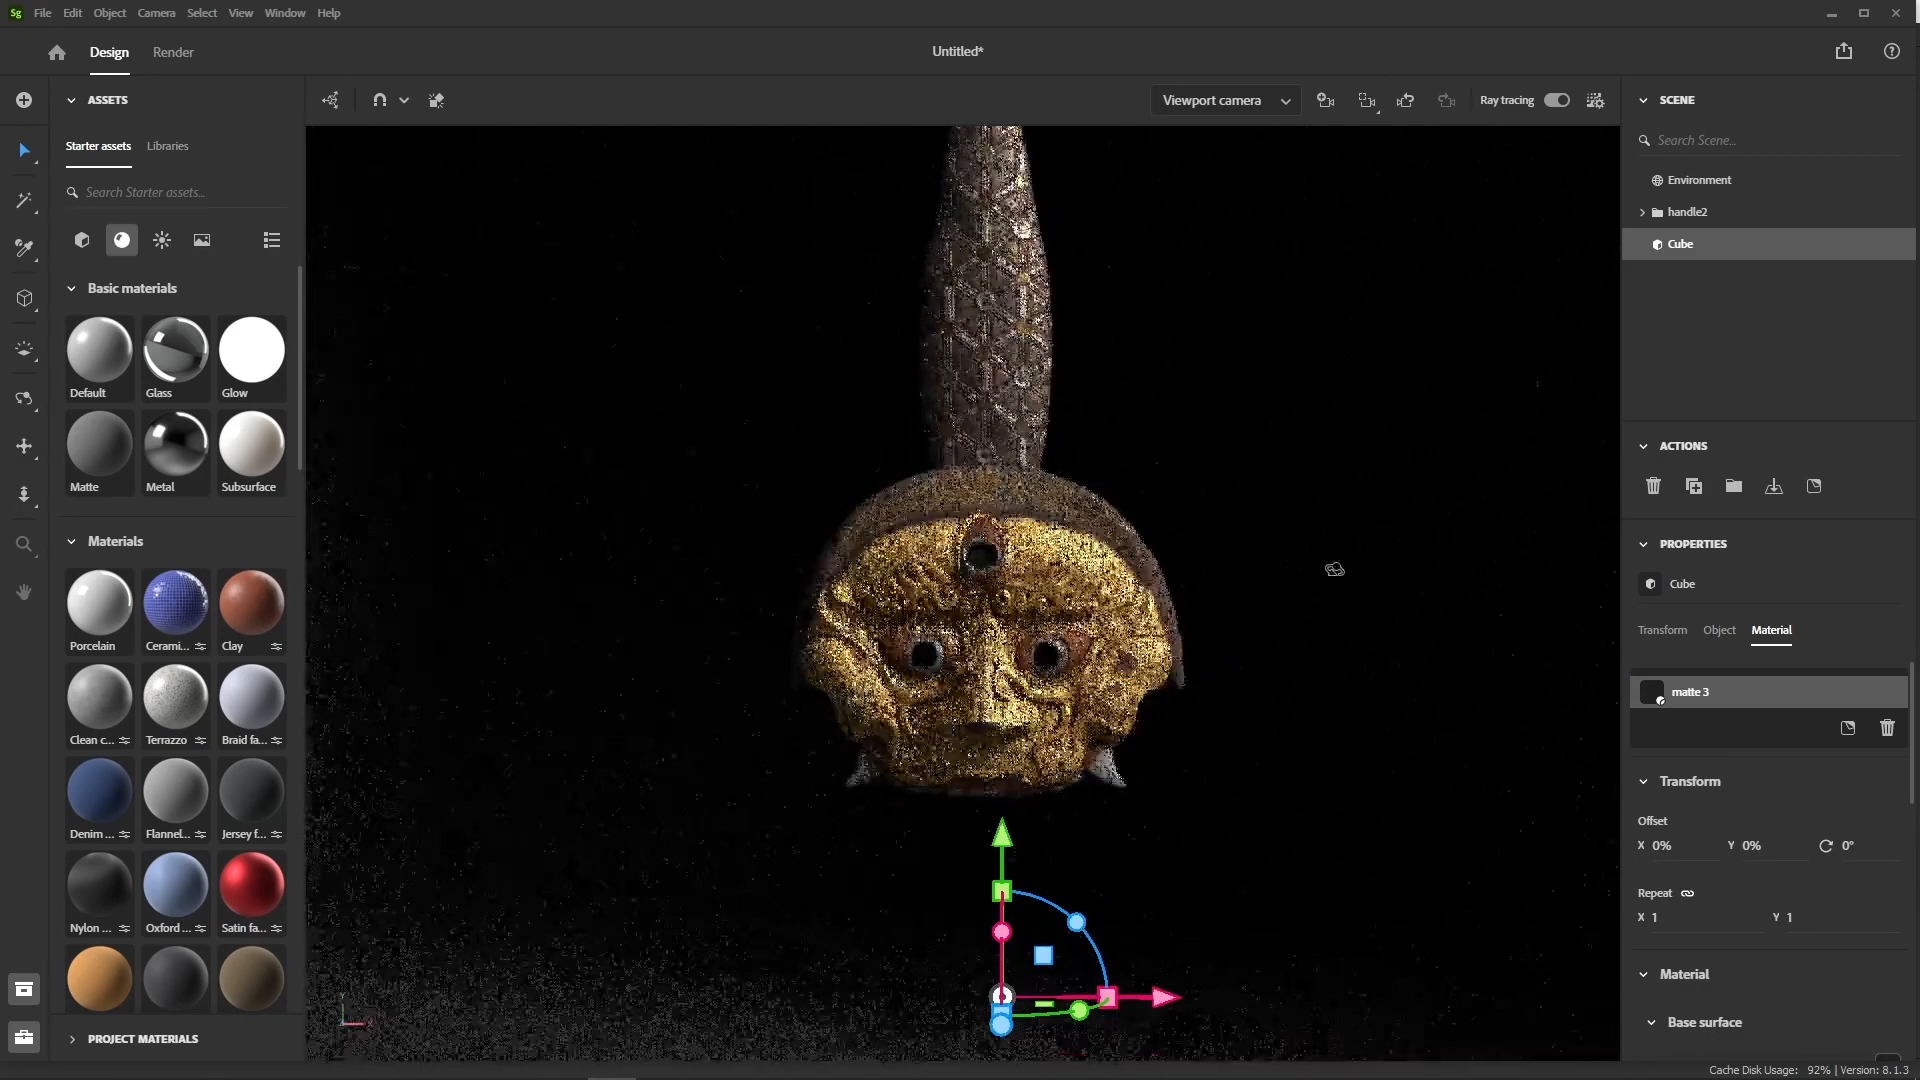 Sg File Edit Object Camera Select View Window Help
Design Render Untitled*
ASSETS
Viewport camera Ray tracing
SCENE
Starter assets Libraries
Search Starter assets...
Search Scene...
Environment
handle2
Cube
Basic materials
Default Glass Glow
Matte Metal Subsurface
Materials
Porcelain Cerami... Clay
Clean c... Terrazzo Braid fa...
Denim ... Flannel... Jersey f...
Nylon ... Oxford ... Satin fa...
PROJECT MATERIALS
ACTIONS
PROPERTIES
Cube
Transform Object Material
matte 3
Transform
Offset
X 0% Y 0% 0°
Repeat
X 1 Y 1
Material
Base surface
Cache Disk Usage: 92% | Version: 8.1.3